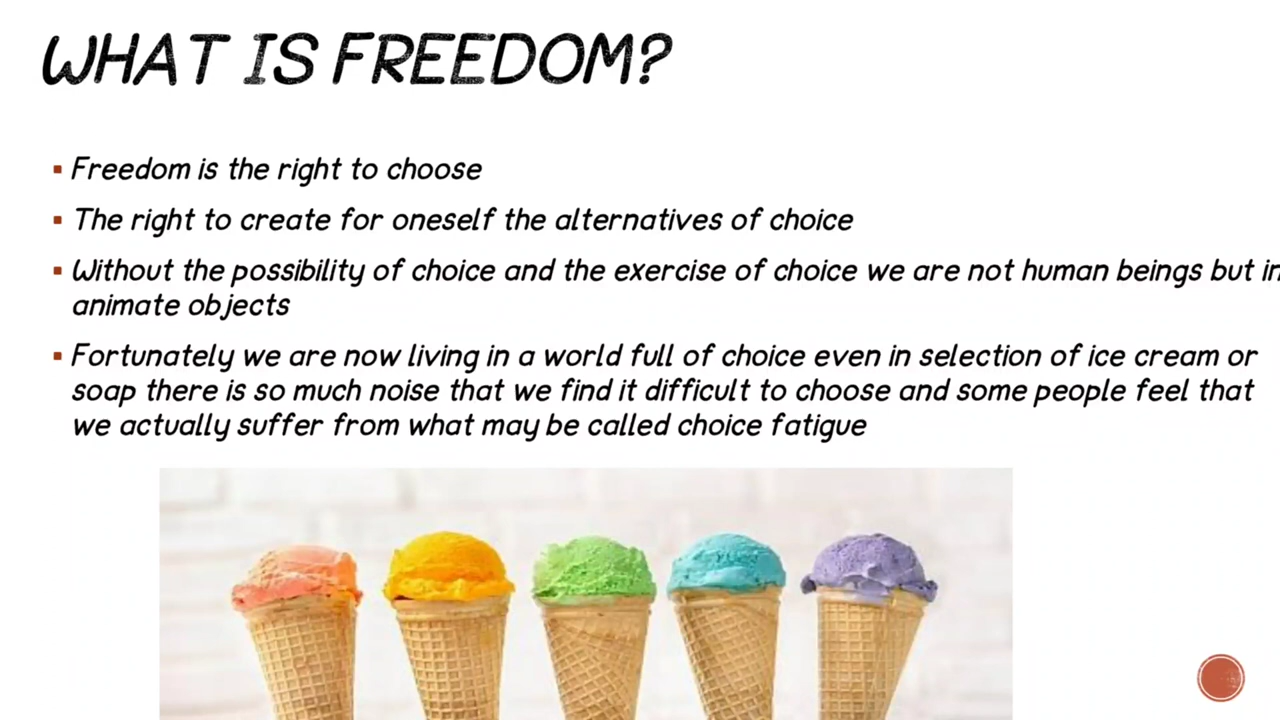 WHAT IS FREEDOM?
Freedom is the right to choose
The right to create for oneself the alternatives of choice
Without the possibility of choice and the exercise of choice we are not human beings but in
animate objects
Fortunately we are now living in a world full of choice even in selection of ice cream or
soap there is so much noise that we find it difficult to choose and some people feel that
we actually suffer from what may be called choice fatigue